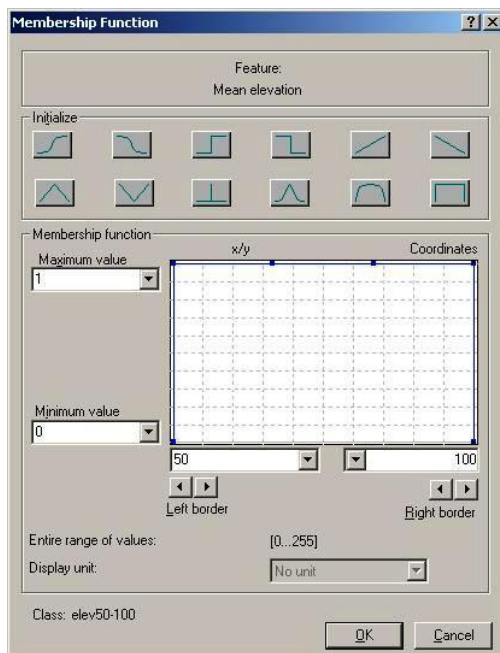 Membership Function
Feature:
Mean elevation
Initialize
Membership function
x/y Coordinates
Maximum value
1
Minimum value
0
50 100
Left border Right border
Entire range of values: [0...255]
Display unit: No unit
Class: elev50-100
OK Cancel